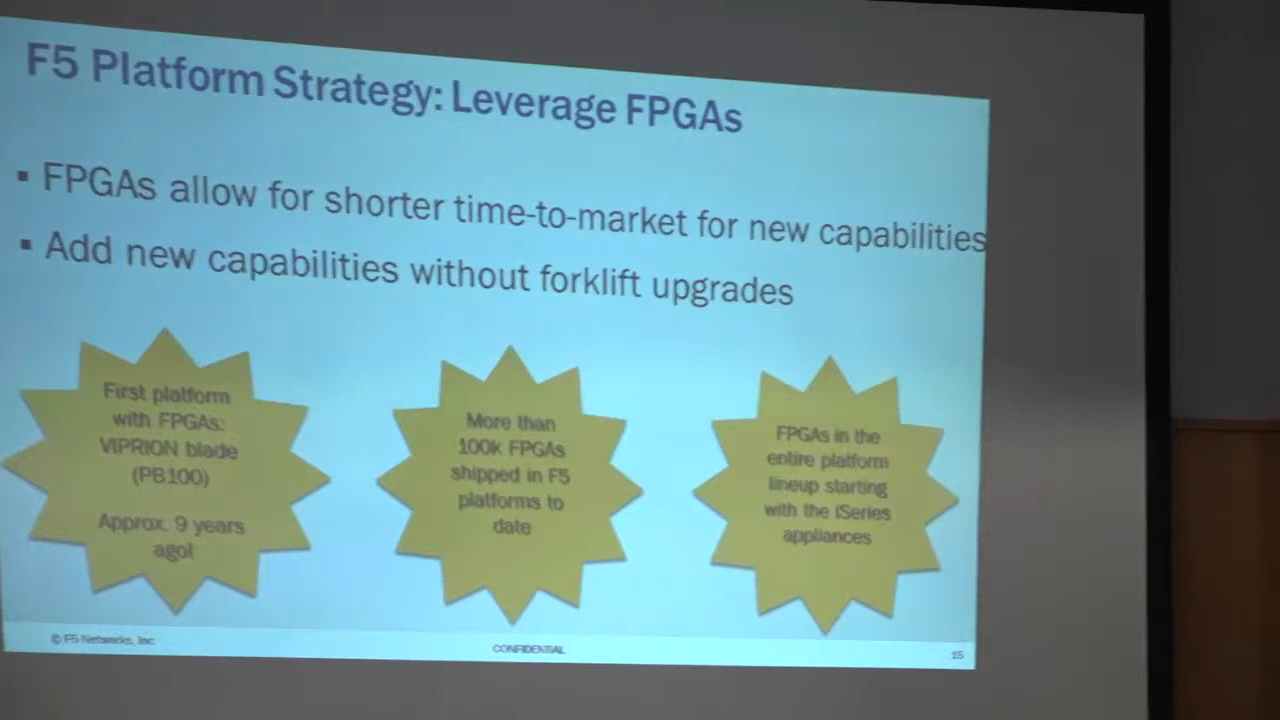 F5 Platform Strategy: Leverage FPGAs
▪ FPGAs allow for shorter time-to-market for new capabilities
▪ Add new capabilities without forklift upgrades
First platform
with FPGAs:
VIPRION blade
(PB100)
Approx. 9 years
ago!
More than
100k FPGAs
shipped in F5
platforms to
date
FPGAs in the
entire platform
lineup starting
with the iSeries
appliances
© F5 Networks, Inc
CONFIDENTIAL
15